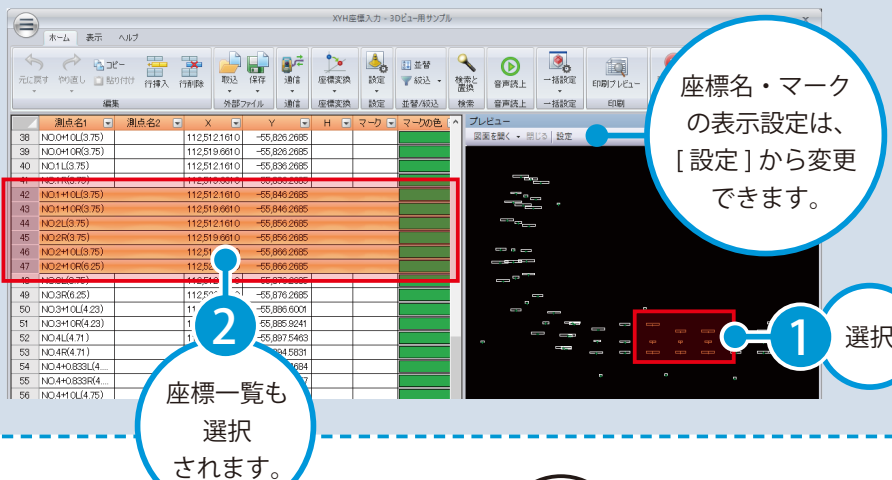 XYH座標入力 - 3Dビュー用サンプル
ホーム 表示 ヘルプ
元に戻す やり直し コピー 貼り付け 行挿入 行削除 取込 保存 通信 座標変換 設定 並替 絞込 検索と置換 音声読上 一括設定 印刷プレビュー
編集 外部ファイル 通信 座標変換 設定 並替/絞込 検索 音声読上 一括設定 印刷
測点名1 測点名2 X Y H マーク マークの色
プレビュー
図面を開く 閉じる 設定
38 NO.0+10L(3.75) 112,512.1610 -55,826.2685
39 NO.0+10R(3.75) 112,519.6610 -55,826.2685
40 NO.1L(3.75) 112,512.1610 -55,836.2685
41
42 NO.1+10L(3.75) 112,512.1610 -55,846.2685
43 NO.1+10R(3.75) 112,519.6610 -55,846.2685
44 NO.2L(3.75) 112,512.1610 -55,856.2685
45 NO.2R(3.75) 112,519.6610 -55,856.2685
46 NO.2+10L(3.75) -55,866.2685
47 NO.2+10R(6.25) -55,866.2685
49 NO.3R(6.25) -55,876.2685
50 NO.3+10L(4.23) -55,886.6001
51 NO.3+10R(4.23) -55,885.9241
52 NO.4L(4.71) -55,897.5463
53 NO.4R(4.71)
54 NO.4+0.833L(4....
55 NO.4+0.833R(4....
56 NO.4+10L(4.75)
座標名・マーク
の表示設定は、
[ 設定 ] から変更
できます。
1
選択
2
座標一覧も
選択
されます。